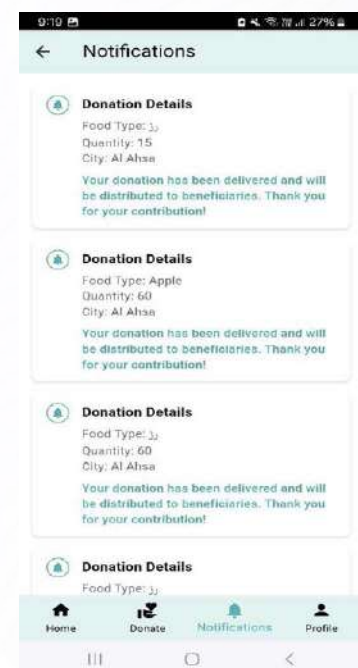 9:19
27%
Notifications
Donation Details
Food Type: رز
Quantity: 15
City: Al Ahsa
Your donation has been delivered and will
be distributed to beneficiaries. Thank you
for your contribution!
Donation Details
Food Type: Apple
Quantity: 60
City: Al Ahsa
Your donation has been delivered and will
be distributed to beneficiaries. Thank you
for your contribution!
Donation Details
Food Type: رز
Quantity: 60
City: Al Ahsa
Your donation has been delivered and will
be distributed to beneficiaries. Thank you
for your contribution!
Donation Details
Food Type: رز
Home Donate Notifications Profile